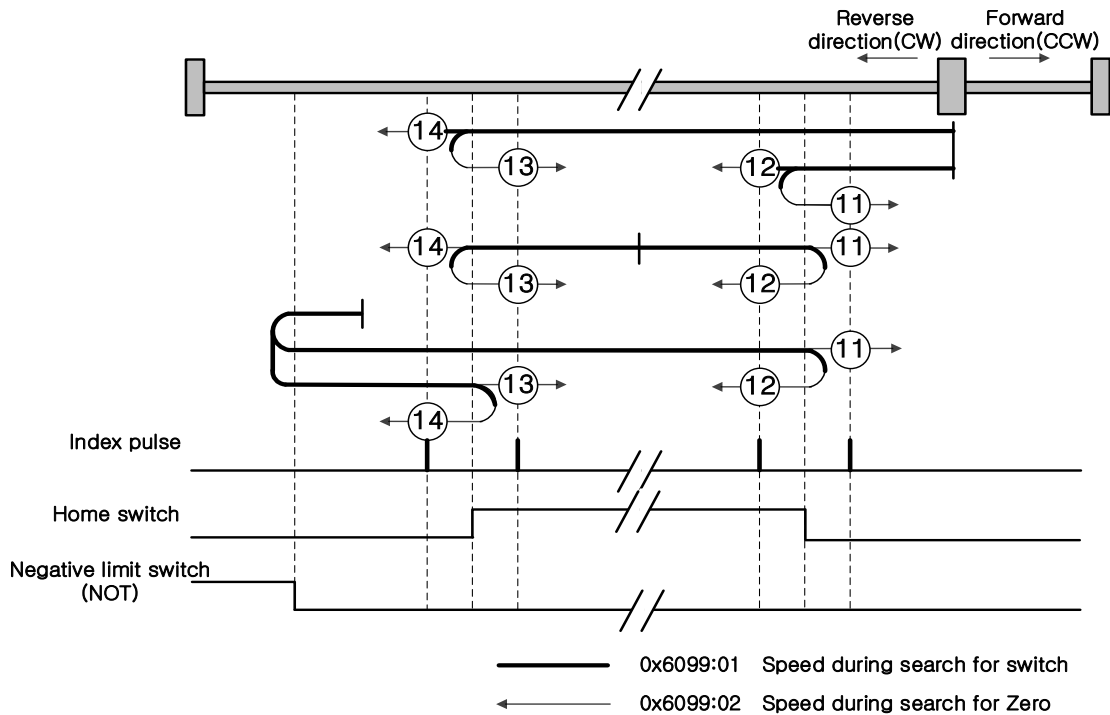 Reverse direction(CW)
Forward direction(CCW)
14
13
12
11
14
11
13
12
11
13
12
14
Index pulse
Home switch
Negative limit switch
(NOT)
0x6099:01 Speed during search for switch
0x6099:02 Speed during search for Zero